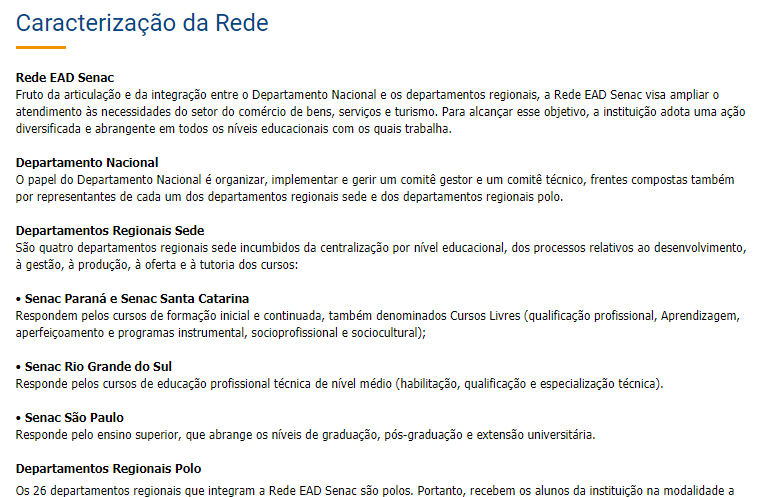 Caracterização da Rede
Rede EAD Senac
Fruto da articulação e da integração entre o Departamento Nacional e os departamentos regionais, a Rede EAD Senac visa ampliar o
atendimento às necessidades do setor do comércio de bens, serviços e turismo. Para alcançar esse objetivo, a instituição adota uma ação
diversificada e abrangente em todos os níveis educacionais com os quais trabalha.
Departamento Nacional
O papel do Departamento Nacional é organizar, implementar e gerir um comitê gestor e um comitê técnico, frentes compostas também
por representantes de cada um dos departamentos regionais sede e dos departamentos regionais polo.
Departamentos Regionais Sede
São quatro departamentos regionais sede incumbidos da centralização por nível educacional, dos processos relativos ao desenvolvimento,
à gestão, à produção, à oferta e à tutoria dos cursos:
• Senac Paraná e Senac Santa Catarina
Respondem pelos cursos de formação inicial e continuada, também denominados Cursos Livres (qualificação profissional, Aprendizagem,
aperfeiçoamento e programas instrumental, socioprofissional e sociocultural);
• Senac Rio Grande do Sul
Responde pelos cursos de educação profissional técnica de nível médio (habilitação, qualificação e especialização técnica).
• Senac São Paulo
Responde pelo ensino superior, que abrange os níveis de graduação, pós-graduação e extensão universitária.
Departamentos Regionais Polo
Os 26 departamentos regionais que integram a Rede EAD Senac são polos. Portanto, recebem os alunos da instituição na modalidade a